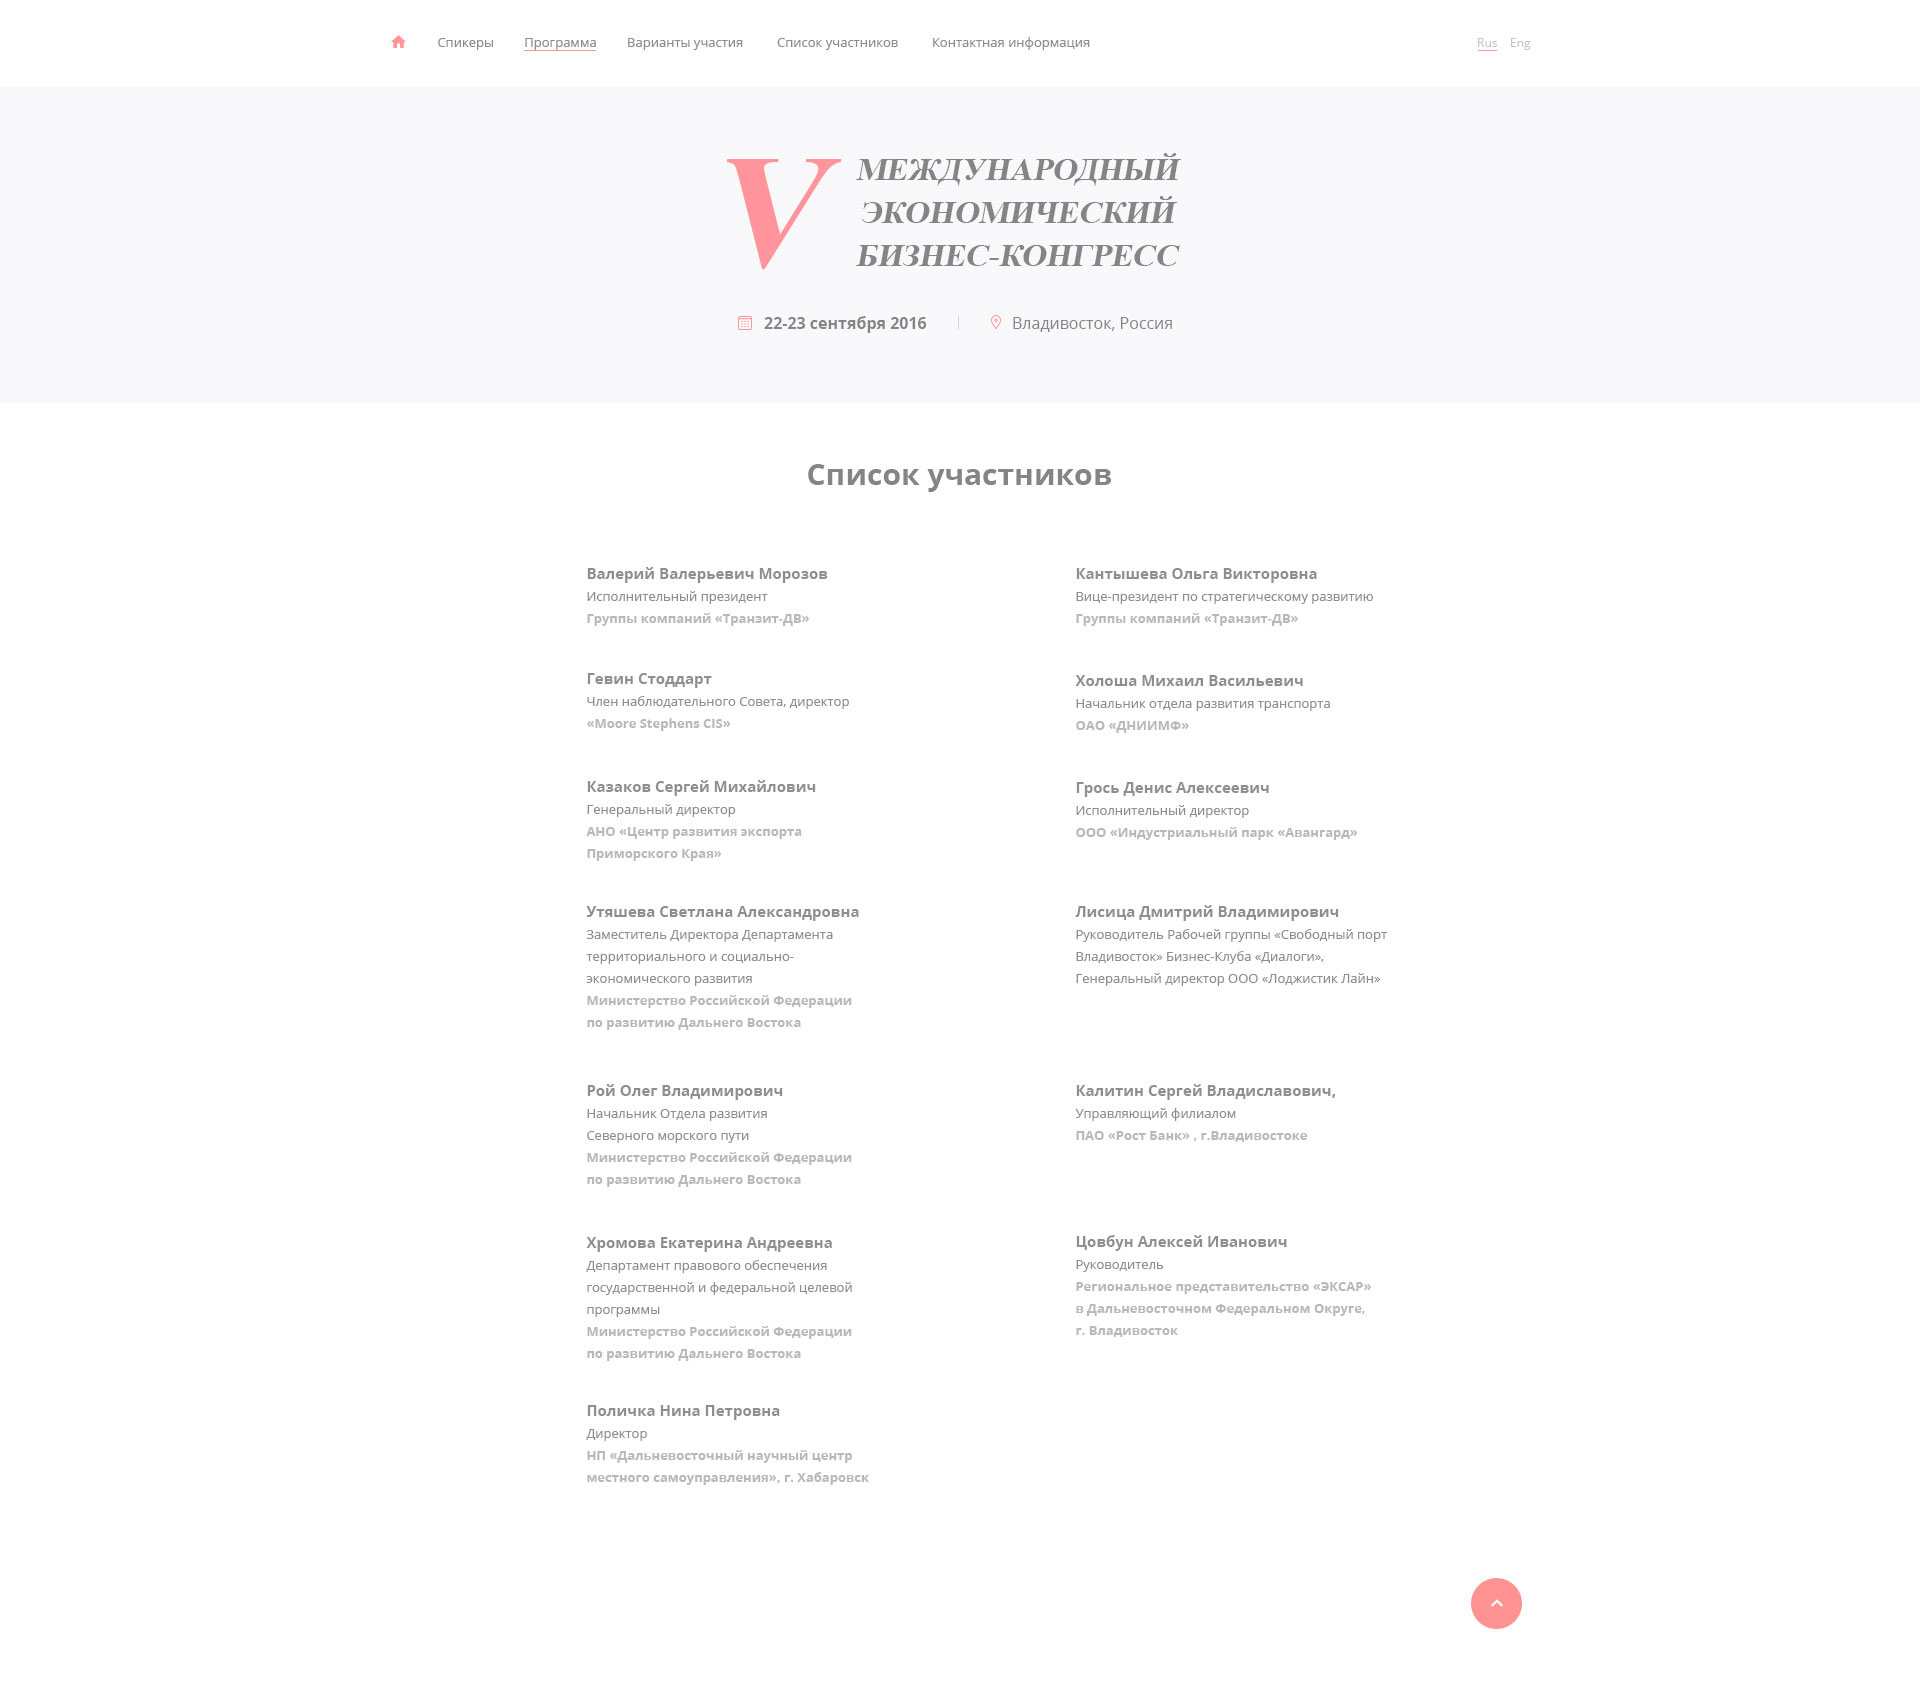 Спикеры
Программа
Варианты участия
Список участников
Контактная информация
Rus
Eng
V
МЕЖДУНАРОДНЫЙ
ЭКОНОМИЧЕСКИЙ
БИЗНЕС-КОНГРЕСС
22-23 сентября 2016
Владивосток, Россия
Список участников
Валерий Валерьевич Морозов
Исполнительный президент
Группы компаний «Транзит-ДВ»
Кантышева Ольга Викторовна
Вице-президент по стратегическому развитию
Группы компаний «Транзит-ДВ»
Гевин Стоддарт
Член наблюдательного Совета, директор
«Moore Stephens CIS»
Холоша Михаил Васильевич
Начальник отдела развития транспорта
ОАО «ДНИИМФ»
Казаков Сергей Михайлович
Генеральный директор
АНО «Центр развития экспорта
Приморского Края»
Грось Денис Алексеевич
Исполнительный директор
ООО «Индустриальный парк «Авангард»
Утяшева Светлана Александровна
Заместитель Директора Департамента
территориального и социально-
экономического развития
Министерство Российской Федерации
по развитию Дальнего Востока
Лисица Дмитрий Владимирович
Руководитель Рабочей группы «Свободный порт
Владивосток» Бизнес-Клуба «Диалоги»,
Генеральный директор ООО «Лоджистик Лайн»
Рой Олег Владимирович
Начальник Отдела развития
Северного морского пути
Министерство Российской Федерации
по развитию Дальнего Востока
Калитин Сергей Владиславович,
Управляющий филиалом
ПАО «Рост Банк» , г.Владивостоке
Хромова Екатерина Андреевна
Департамент правового обеспечения
государственной и федеральной целевой
программы
Министерство Российской Федерации
по развитию Дальнего Востока
Цовбун Алексей Иванович
Руководитель
Региональное представительство «ЭКСАР»
в Дальневосточном Федеральном Округе,
г. Владивосток
Поличка Нина Петровна
Директор
НП «Дальневосточный научный центр
местного самоуправления», г. Хабаровск